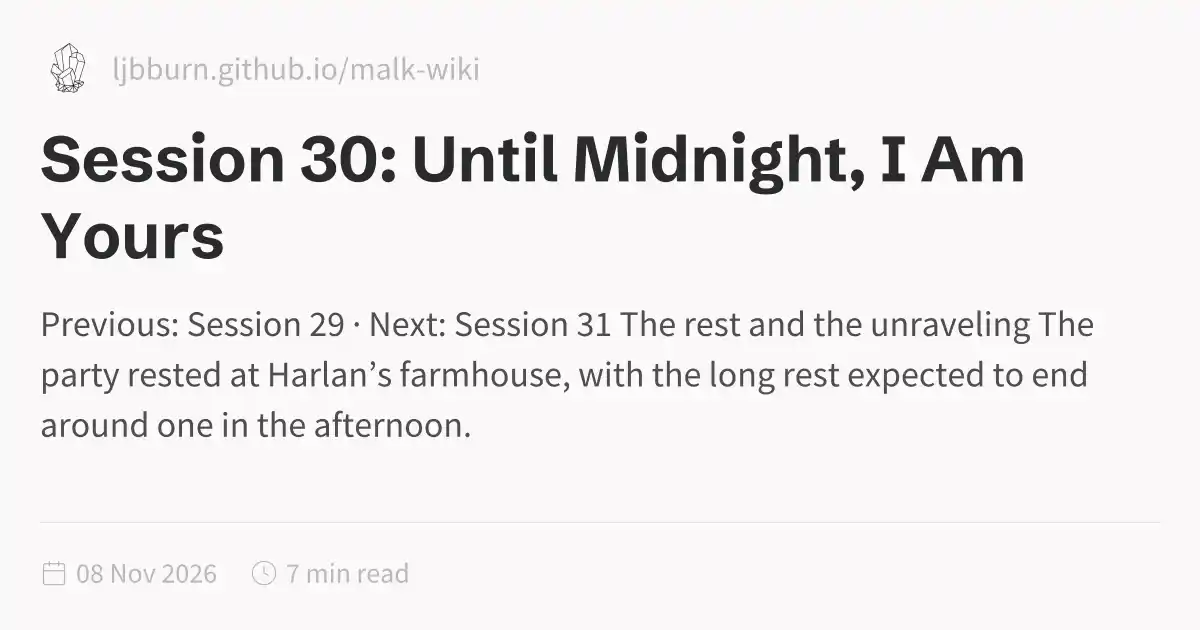 ljbburn.github.io/malk-wiki
Session 30: Until Midnight, I Am
Yours
Previous: Session 29 · Next: Session 31 The rest and the unraveling The
party rested at Harlan’s farmhouse, with the long rest expected to end
around one in the afternoon.
08 Nov 2026
7 min read